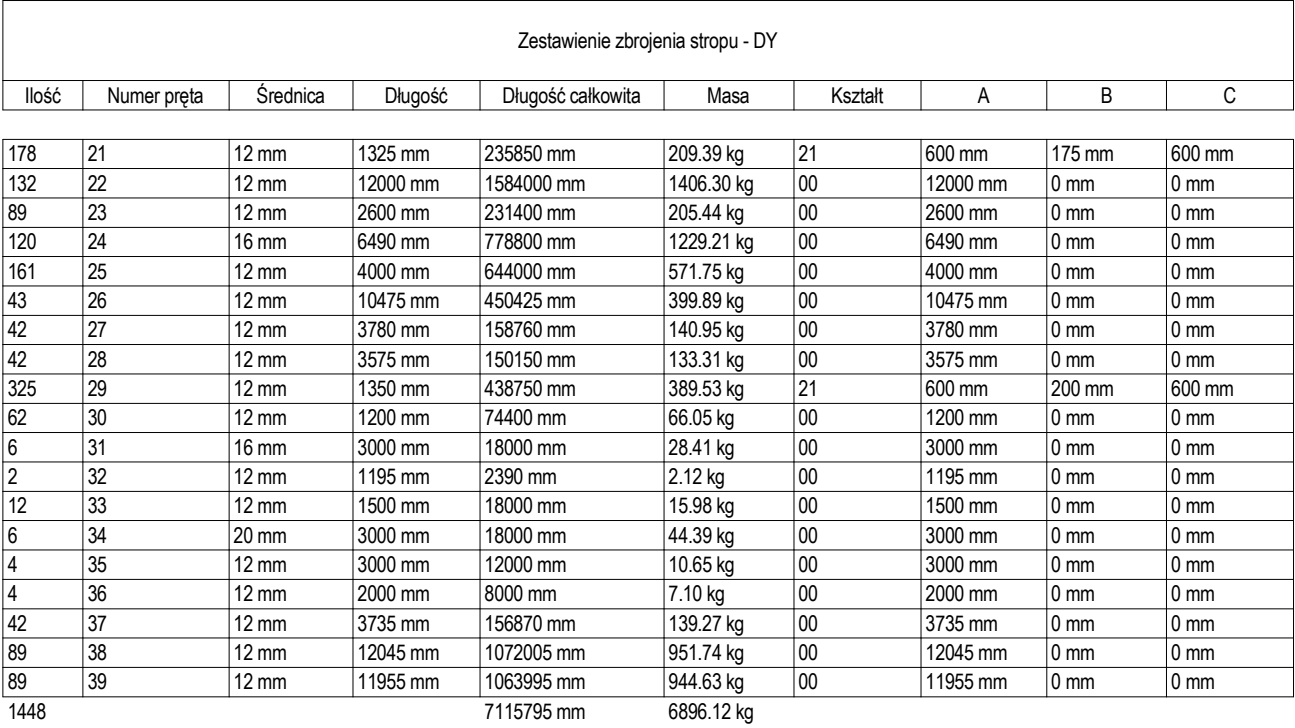 Zestawienie zbrojenia stropu - DY
Ilość Numer pręta Średnica Długość Długość całkowita Masa Kształt A B C
178 21 12 mm 1325 mm 235850 mm 209.39 kg 21 600 mm 175 mm 600 mm
132 22 12 mm 12000 mm 1584000 mm 1406.30 kg 00 12000 mm 0 mm 0 mm
89 23 12 mm 2600 mm 231400 mm 205.44 kg 00 2600 mm 0 mm 0 mm
120 24 16 mm 6490 mm 778800 mm 1229.21 kg 00 6490 mm 0 mm 0 mm
161 25 12 mm 4000 mm 644000 mm 571.75 kg 00 4000 mm 0 mm 0 mm
43 26 12 mm 10475 mm 450425 mm 399.89 kg 00 10475 mm 0 mm 0 mm
42 27 12 mm 3780 mm 158760 mm 140.95 kg 00 3780 mm 0 mm 0 mm
42 28 12 mm 3575 mm 150150 mm 133.31 kg 00 3575 mm 0 mm 0 mm
325 29 12 mm 1350 mm 438750 mm 389.53 kg 21 600 mm 200 mm 600 mm
62 30 12 mm 1200 mm 74400 mm 66.05 kg 00 1200 mm 0 mm 0 mm
6 31 16 mm 3000 mm 18000 mm 28.41 kg 00 3000 mm 0 mm 0 mm
2 32 12 mm 1195 mm 2390 mm 2.12 kg 00 1195 mm 0 mm 0 mm
12 33 12 mm 1500 mm 18000 mm 15.98 kg 00 1500 mm 0 mm 0 mm
6 34 20 mm 3000 mm 18000 mm 44.39 kg 00 3000 mm 0 mm 0 mm
4 35 12 mm 3000 mm 12000 mm 10.65 kg 00 3000 mm 0 mm 0 mm
4 36 12 mm 2000 mm 8000 mm 7.10 kg 00 2000 mm 0 mm 0 mm
42 37 12 mm 3735 mm 156870 mm 139.27 kg 00 3735 mm 0 mm 0 mm
89 38 12 mm 12045 mm 1072005 mm 951.74 kg 00 12045 mm 0 mm 0 mm
89 39 12 mm 11955 mm 1063995 mm 944.63 kg 00 11955 mm 0 mm 0 mm
1448 7115795 mm 6896.12 kg